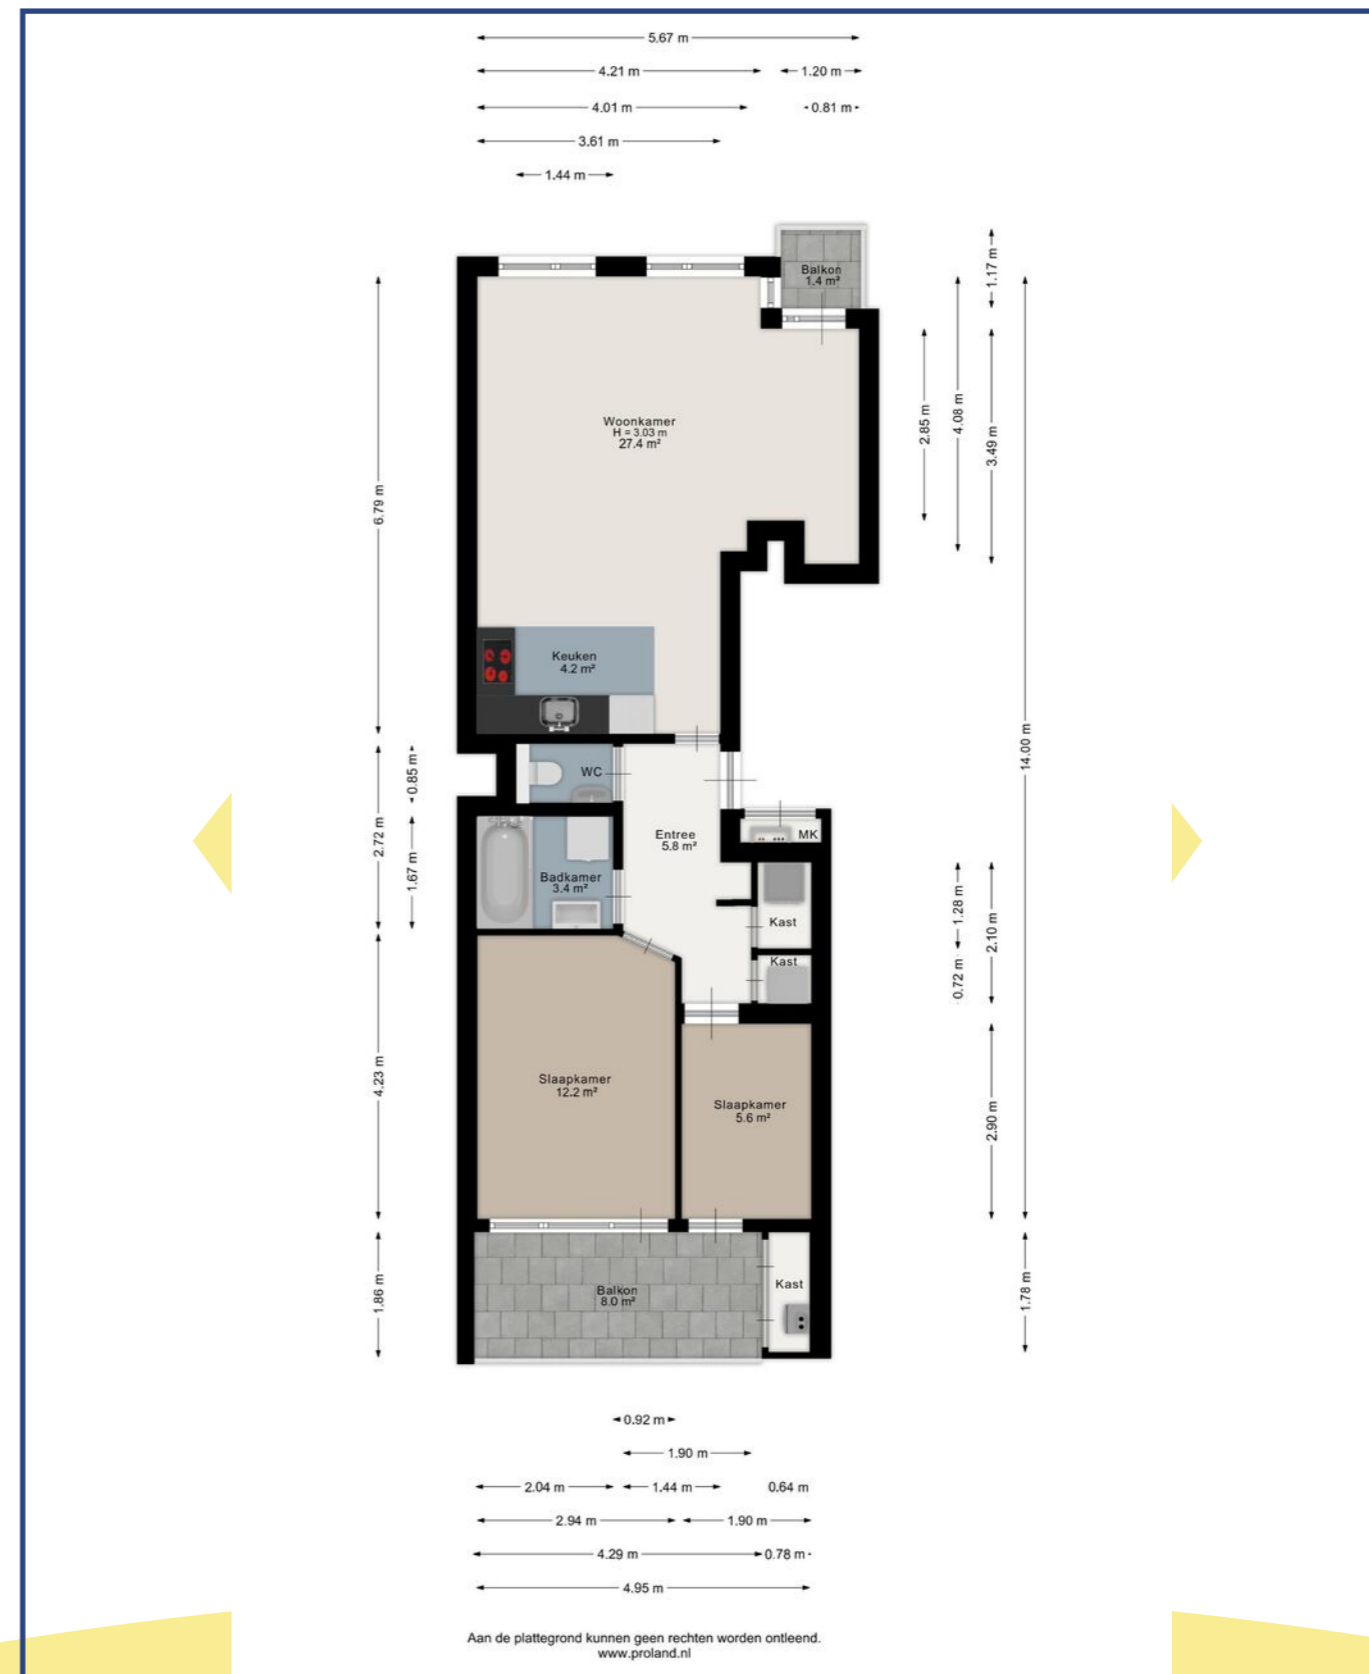 5.67 m
4.21 m
1.20 m
4.01 m
0.81 m
3.61 m
1.44 m
1.17 m
Balkon
1.4 m²
6.79 m
2.85 m
4.08 m
3.49 m
14.00 m
Woonkamer
H = 3.03 m
27.4 m²
Keuken
4.2 m²
WC
0.85 m
2.72 m
1.67 m
Entree
5.8 m²
MK
Badkamer
3.4 m²
Kast
Kast
1.28 m
2.10 m
0.72 m
4.23 m
Slaapkamer
12.2 m²
Slaapkamer
5.6 m²
2.90 m
1.86 m
Balkon
8.0 m²
Kast
1.78 m
0.92 m
1.90 m
2.04 m
1.44 m
0.64 m
2.94 m
1.90 m
4.29 m
0.78 m
4.95 m
Aan de plattegrond kunnen geen rechten worden ontleend.
www.proland.nl